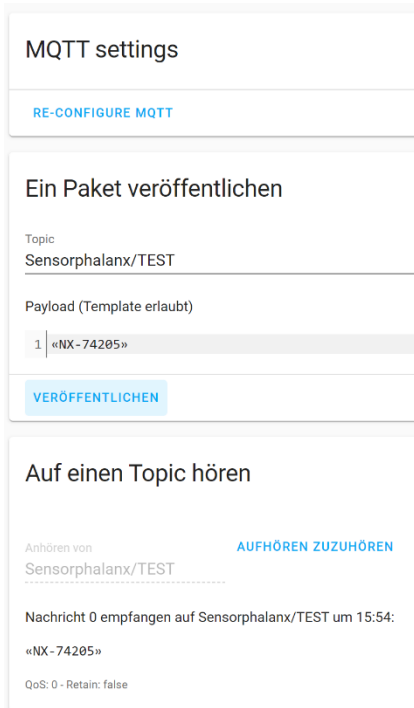 MQTT settings
RE-CONFIGURE MQTT
Ein Paket veröffentlichen
Topic
Sensorphalanx/TEST
Payload (Template erlaubt)
1 «NX-74205»
VERÖFFENTLICHEN
Auf einen Topic hören
Anhören von
Sensorphalanx/TEST
AUFHÖREN ZUZUHÖREN
Nachricht 0 empfangen auf Sensorphalanx/TEST um 15:54:
«NX-74205»
QoS: 0 - Retain: false